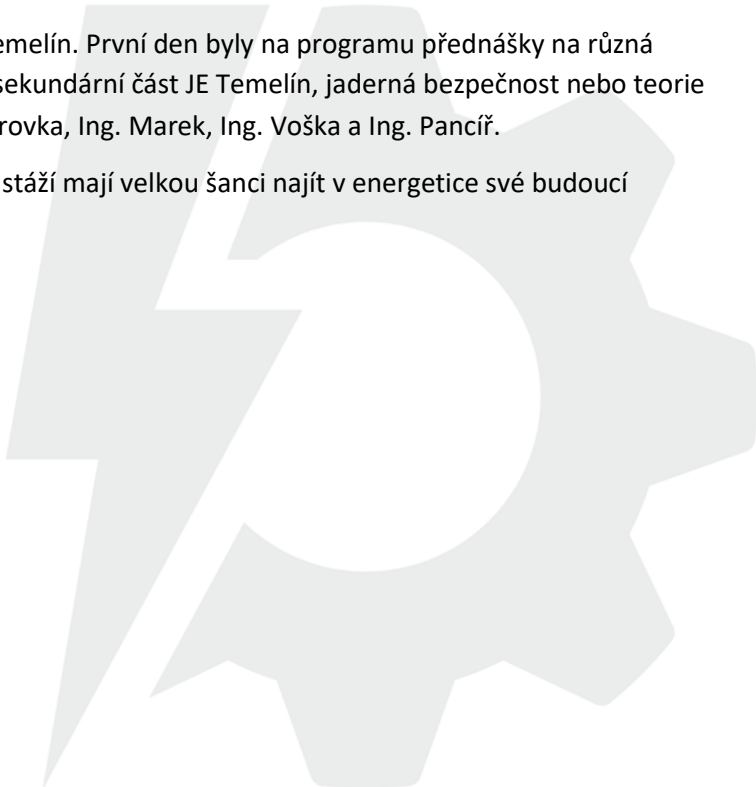 emelín. První den byly na programu přednášky na různá
sekundární část JE Temelín, jaderná bezpečnost nebo teorie
rovka, Ing. Marek, Ing. Voška a Ing. Pancíř.
stáží mají velkou šanci najít v energetice své budoucí